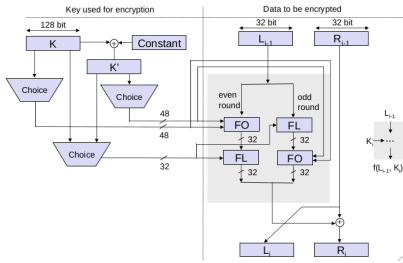 Key used for encryption
Data to be encrypted
128 bit
32 bit
32 bit
K
Constant
L i-1
R i-1
K'
Choice
Choice
even round
odd round
48
48
FO
FL
32
32
Choice
32
FL
FO
32
32
L i-1
K i
---
f(L i-1, K i)
L i
R i